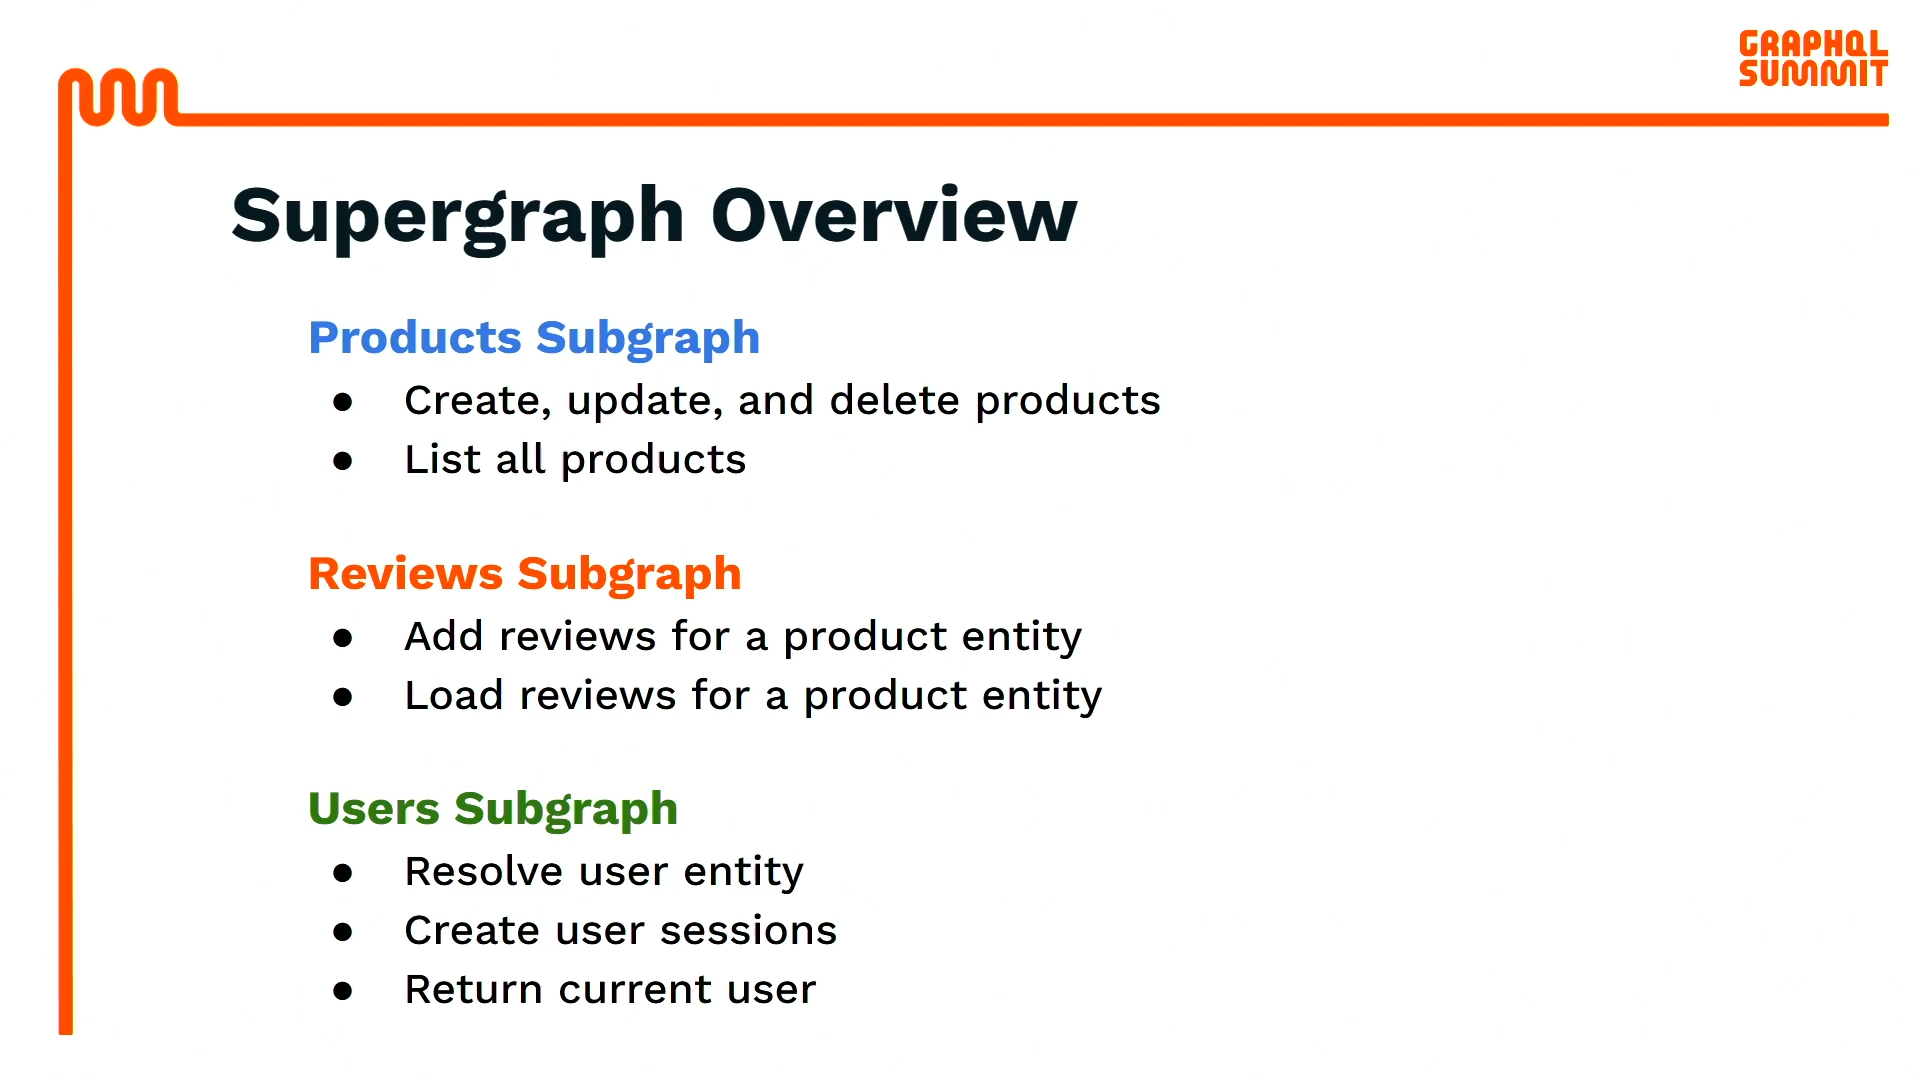 GRAPHQL
SUMMIT
Supergraph Overview
Products Subgraph
● Create, update, and delete products
● List all products
Reviews Subgraph
● Add reviews for a product entity
● Load reviews for a product entity
Users Subgraph
● Resolve user entity
● Create user sessions
● Return current user